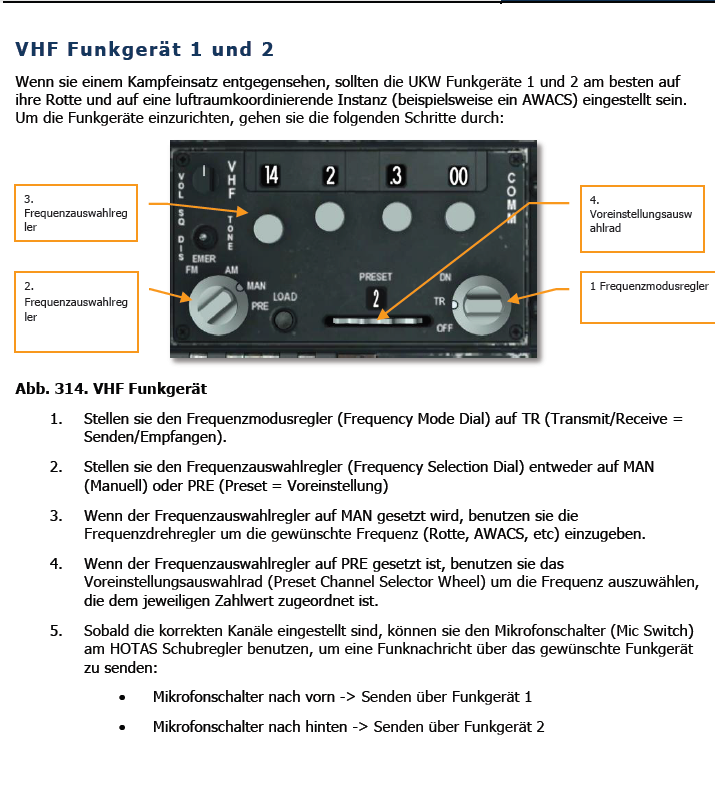 VHF Funkgerät 1 und 2
Wenn sie einem Kampfeinsatz entgegensehen, sollten die UKW Funkgeräte 1 und 2 am besten auf
ihre Rotte und auf eine luftraumkoordinierende Instanz (beispielsweise ein AWACS) eingestellt sein.
Um die Funkgeräte einzurichten, gehen sie die folgenden Schritte durch:
3.
Frequenzauswahlreg
ler
2.
Frequenzauswahlreg
ler
VOL
VHF
14 2 .3 00
COMM
SQ
DIS
TONE
EMER
FM AM
MAN
PRE
LOAD
PRESET
2
DN
TR
OFF
4.
Voreinstellungsausw
ahlrad
1 Frequenzmodusregler
Abb. 314. VHF Funkgerät
1. Stellen sie den Frequenzmodusregler (Frequency Mode Dial) auf TR (Transmit/Receive =
Senden/Empfangen).
2. Stellen sie den Frequenzauswahlregler (Frequency Selection Dial) entweder auf MAN
(Manuell) oder PRE (Preset = Voreinstellung)
3. Wenn der Frequenzauswahlregler auf MAN gesetzt wird, benutzen sie die
Frequenzdrehregler um die gewünschte Frequenz (Rotte, AWACS, etc) einzugeben.
4. Wenn der Frequenzauswahlregler auf PRE gesetzt ist, benutzen sie das
Voreinstellungsauswahlrad (Preset Channel Selector Wheel) um die Frequenz auszuwählen,
die dem jeweiligen Zahlwert zugeordnet ist.
5. Sobald die korrekten Kanäle eingestellt sind, können sie den Mikrofonschalter (Mic Switch)
am HOTAS Schubregler benutzen, um eine Funknachricht über das gewünschte Funkgerät
zu senden:
• Mikrofonschalter nach vorn -> Senden über Funkgerät 1
• Mikrofonschalter nach hinten -> Senden über Funkgerät 2